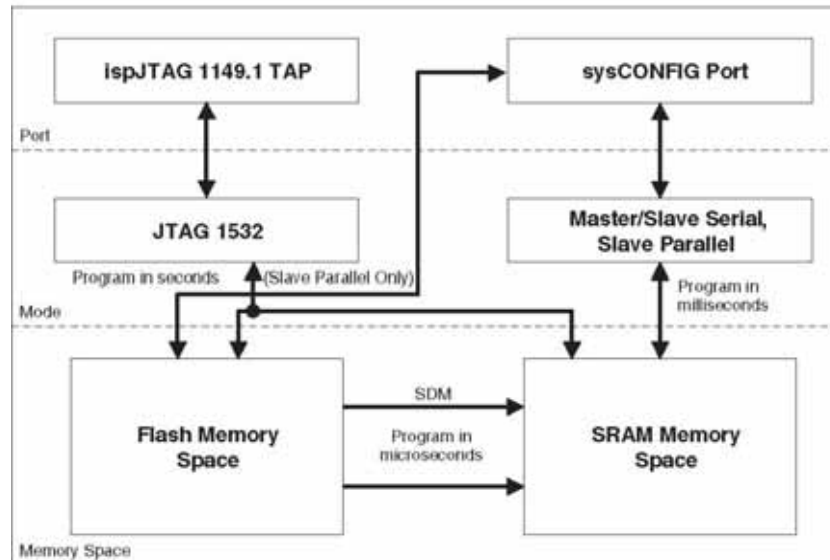 ispJTAG 1149.1 TAP
sysCONFIG Port
Port
JTAG 1532
Master/Slave Serial,
Slave Parallel
Program in seconds
(Slave Parallel Only)
Program in
milliseconds
Mode
SDM
Flash Memory
Space
Program in
microseconds
SRAM Memory
Space
Memory Space